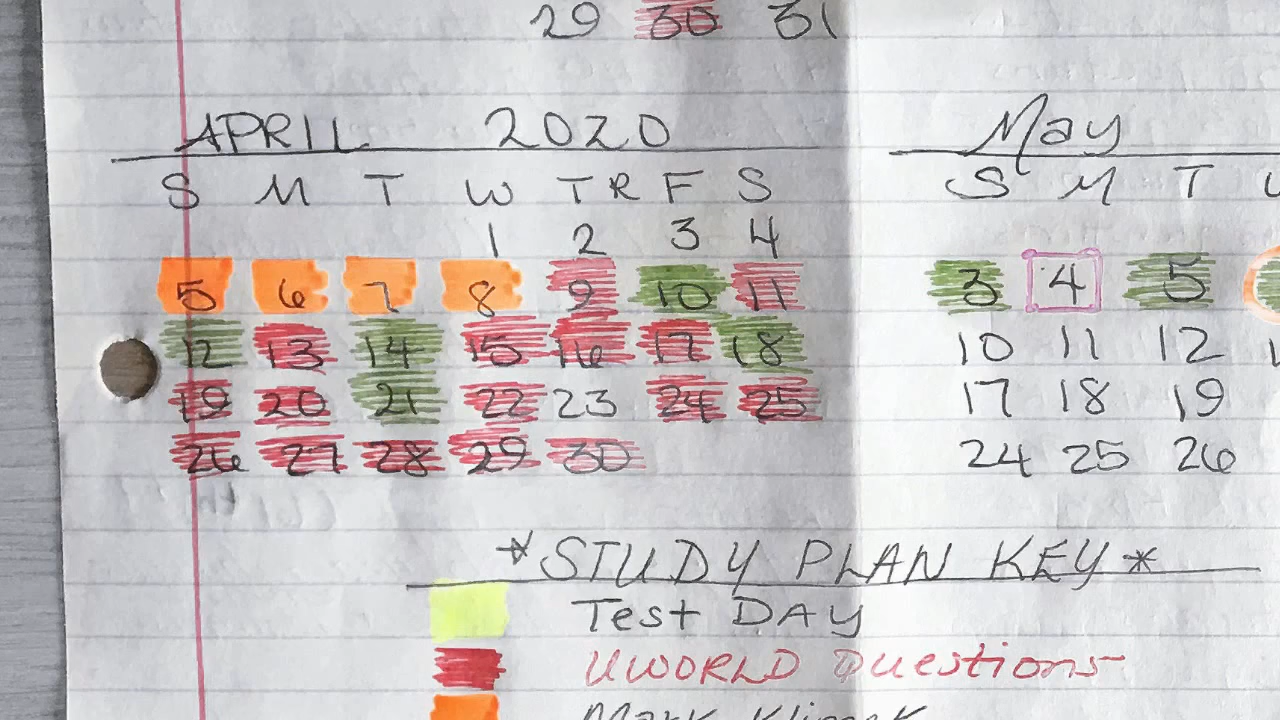 29 30 31
APRIL 2020
S M T W TR F S
1 2 3 4
5 6 7 8 9 10 11
12 13 14 15 16 17 18
19 20 21 22 23 24 25
26 27 28 29 30
May
S M T
3 4 5
10 11 12
17 18 19
24 25 26
*STUDY PLAN KEY*
Test DAY
UWORLD Questions